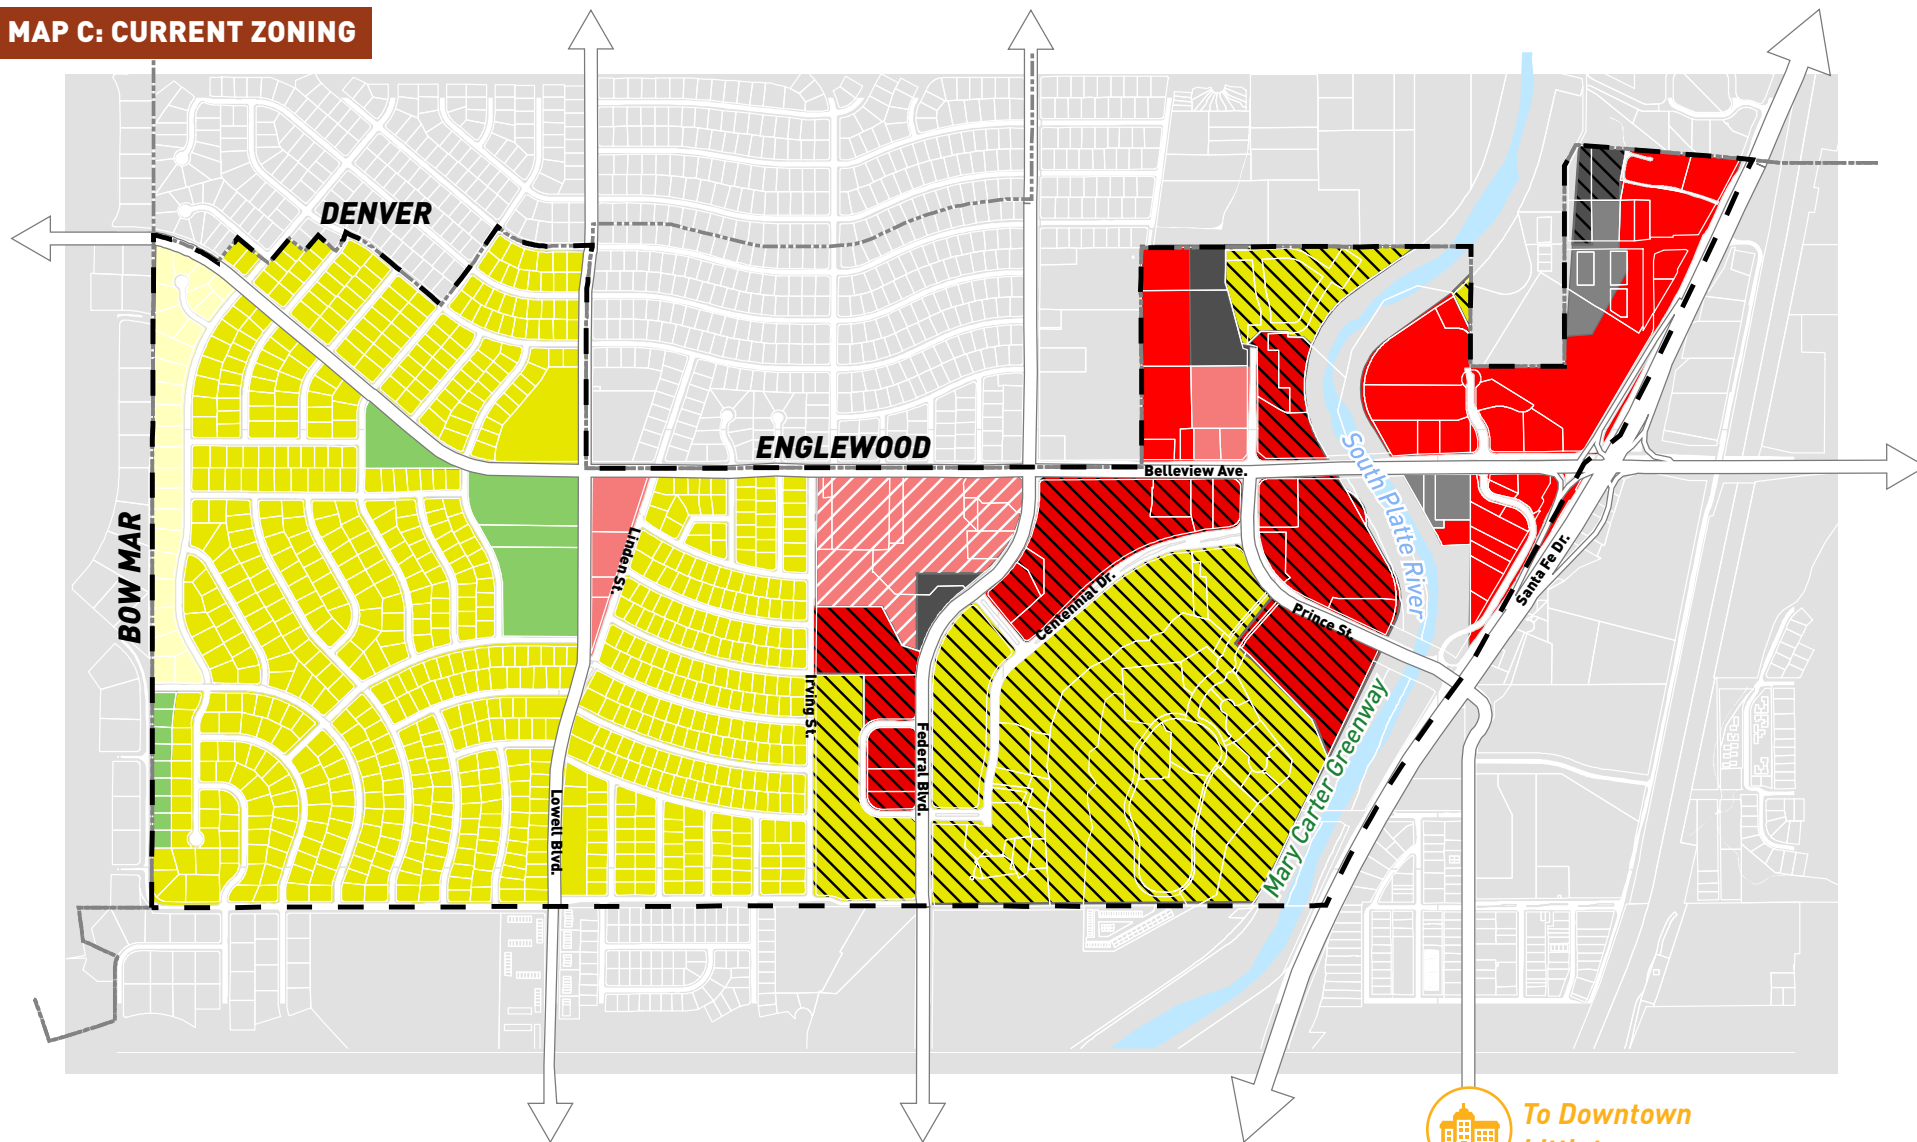 MAP C: CURRENT ZONING
DENVER
ENGLEWOOD
Belleview Ave.
BOW MAR
Linden St.
South Platte River
Santa Fe Dr.
Centennial Dr.
Prince St.
Irving St.
Federal Blvd.
Mary Carter Greenway
Lowell Blvd.
To Downtown